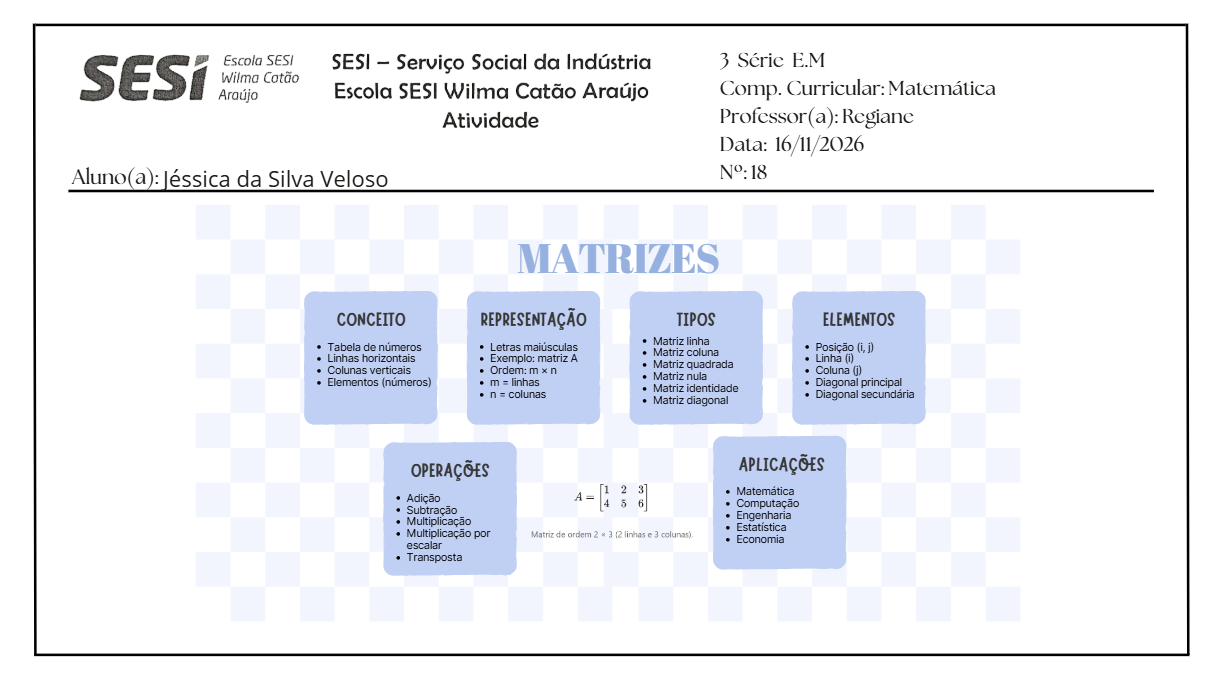 SESI Escola SESI
Wilma Catão
Araújo
SESI – Serviço Social da Indústria
Escola SESI Wilma Catão Araújo
Atividade
3 Série E.M
Comp. Curricular: Matemática
Professor(a): Regiane
Data: 16/11/2026
Nº: 18
Aluno(a): Jéssica da Silva Veloso
MATRIZES
CONCEITO
• Tabela de números
• Linhas horizontais
• Colunas verticais
• Elementos (números)
REPRESENTAÇÃO
• Letras maiúsculas
• Exemplo: matriz A
• Ordem: m × n
• m = linhas
• n = colunas
TIPOS
• Matriz linha
• Matriz coluna
• Matriz quadrada
• Matriz nula
• Matriz identidade
• Matriz diagonal
ELEMENTOS
• Posição (i, j)
• Linha (i)
• Coluna (j)
• Diagonal principal
• Diagonal secundária
OPERAÇÕES
• Adição
• Subtração
• Multiplicação
• Multiplicação por
escalar
• Transposta
A = [1 2 3
4 5 6]
Matriz de ordem 2 × 3 (2 linhas e 3 colunas).
APLICAÇÕES
• Matemática
• Computação
• Engenharia
• Estatística
• Economia